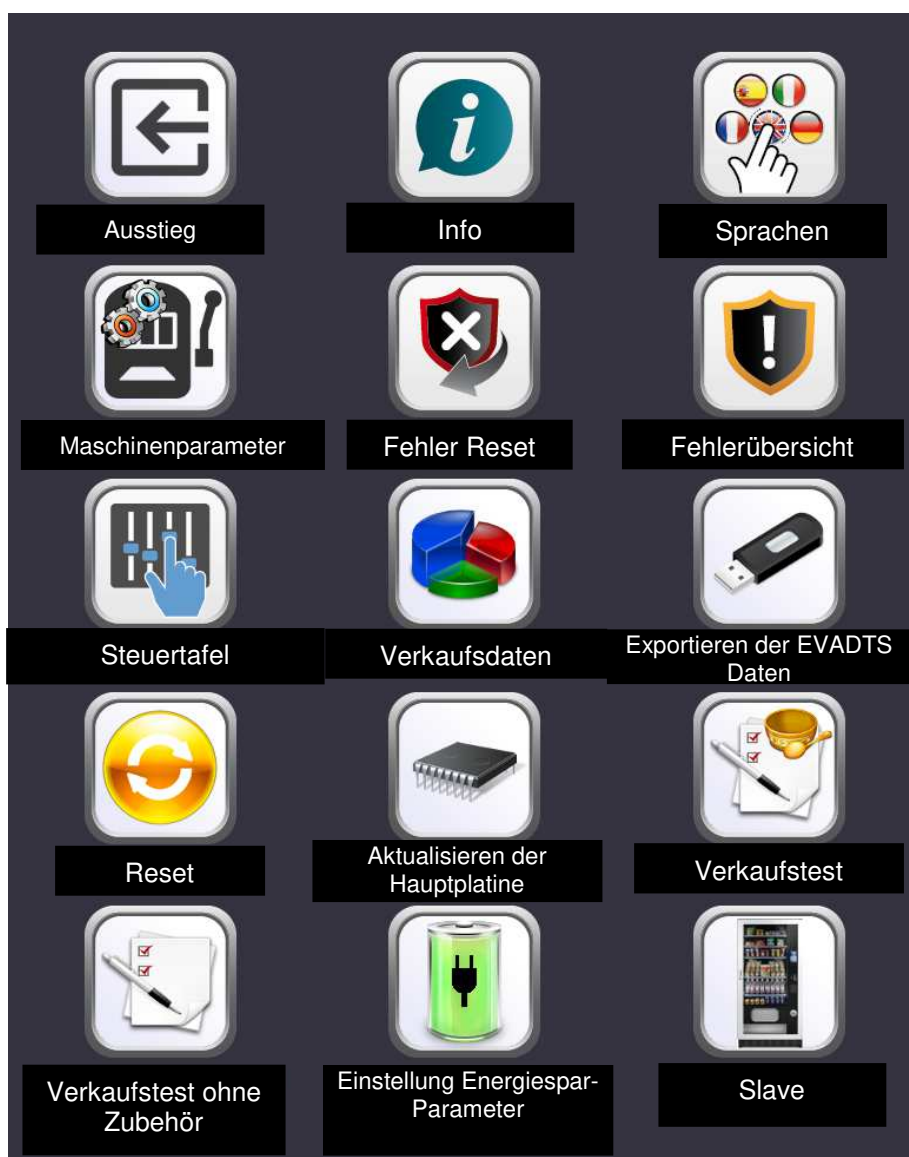 Ausstieg
Info
Sprachen
Maschinenparameter
Fehler Reset
Fehlerübersicht
Steuertafel
Verkaufsdaten
Exportieren der EVADTS
Daten
Reset
Aktualisieren der
Hauptplatine
Verkaufstest
Verkaufstest ohne
Zubehör
Einstellung Energiespar-
Parameter
Slave